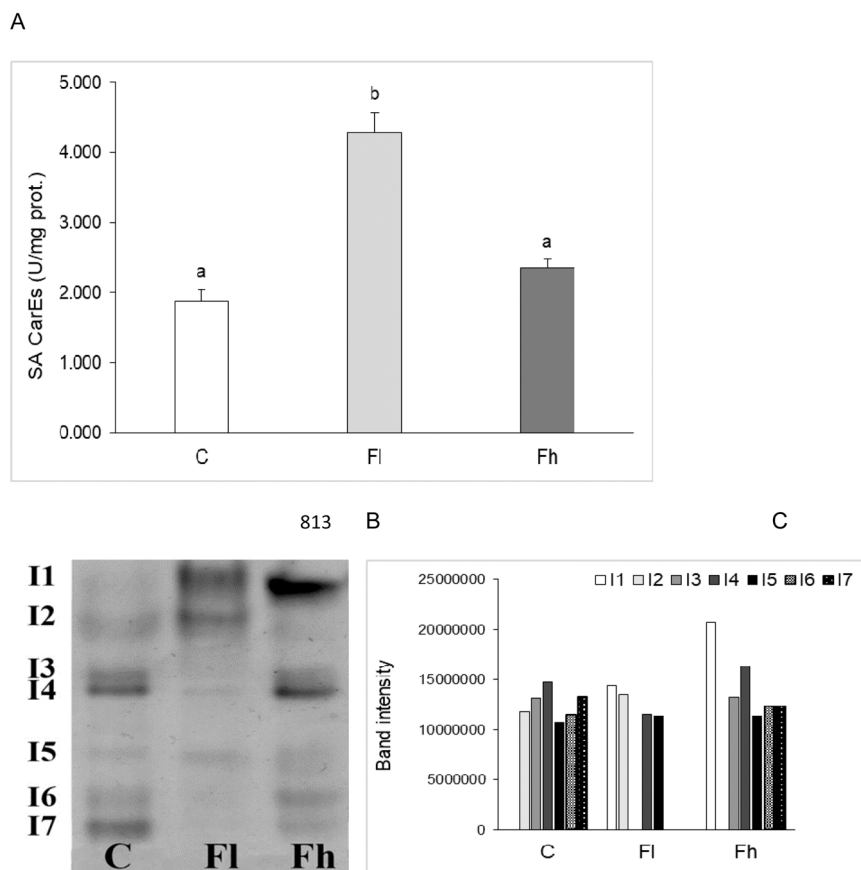 A
5.000
4.000
3.000
2.000
1.000
0.000
SA CarEs (U/mg prot.)
a
b
a
C Fl Fh
813 B C
I1
I2
I3
I4
I5
I6
I7
C Fl Fh
25000000
20000000
15000000
10000000
5000000
0
Band intensity
I1 I2 I3 I4 I5 I6 I7
C Fl Fh